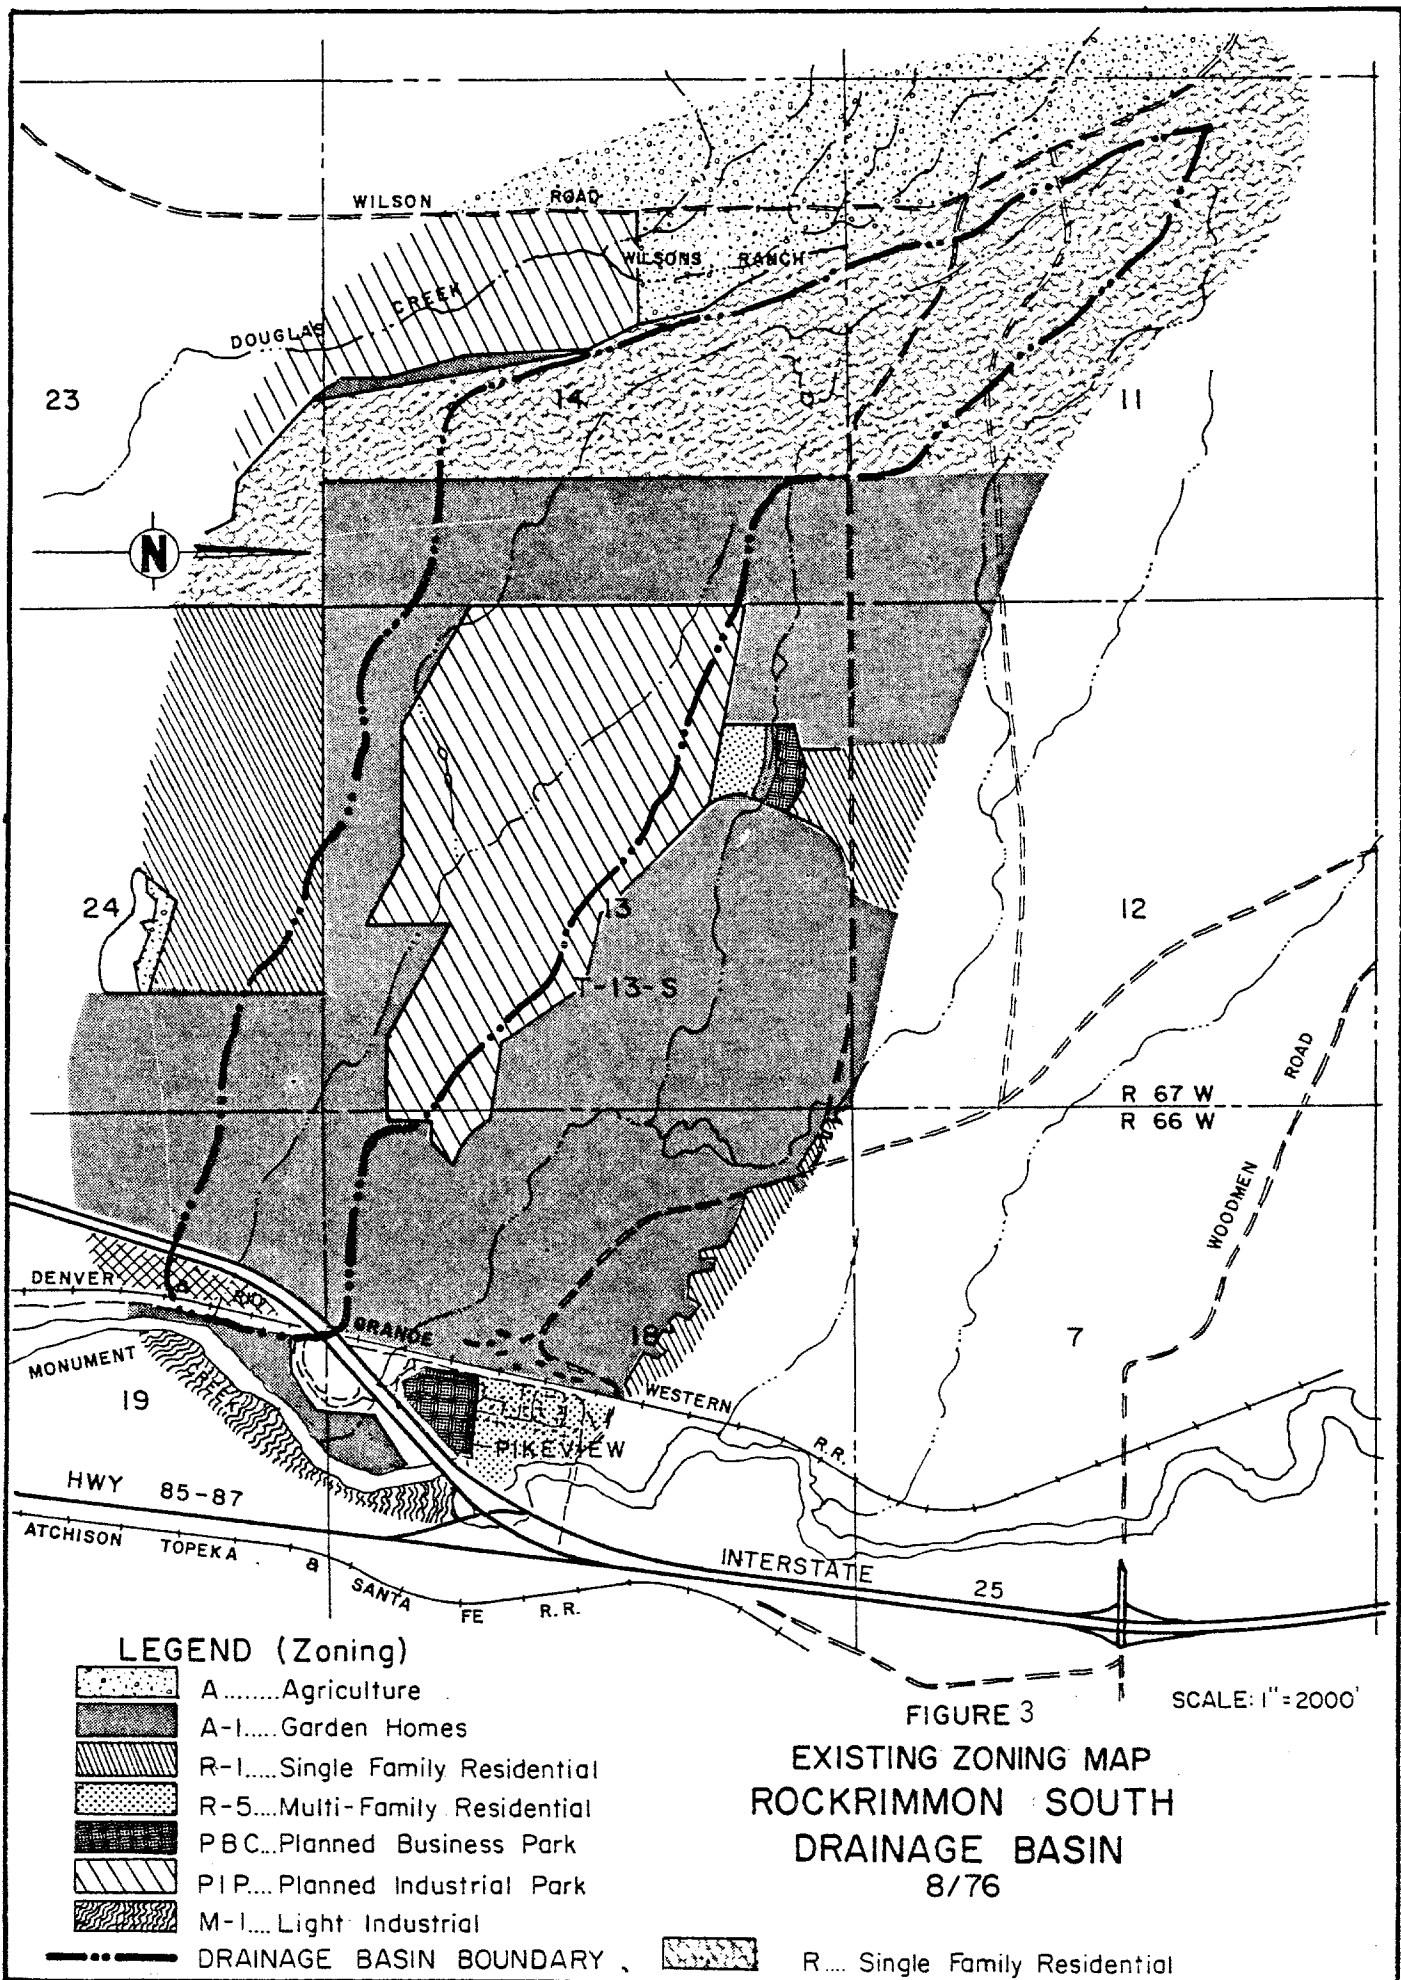 WILSON ROAD
WILSONS RANCH
DOUGLAS CREEK
23
14
11
N
24
13
12
T-13-S
R 67 W
R 66 W
WOODMEN ROAD
DENVER & RIO GRANDE WESTERN R.R.
18
7
MONUMENT CREEK
19
PIKEVIEW
HWY 85-87
ATCHISON TOPEKA & SANTA FE R.R.
INTERSTATE 25
LEGEND (Zoning)
A........Agriculture
A-1.....Garden Homes
R-1.....Single Family Residential
R-5....Multi-Family Residential
PBC...Planned Business Park
PIP....Planned Industrial Park
M-1....Light Industrial
DRAINAGE BASIN BOUNDARY
R.... Single Family Residential
SCALE: 1"=2000'
FIGURE 3
EXISTING ZONING MAP
ROCKRIMMON SOUTH
DRAINAGE BASIN
8/76